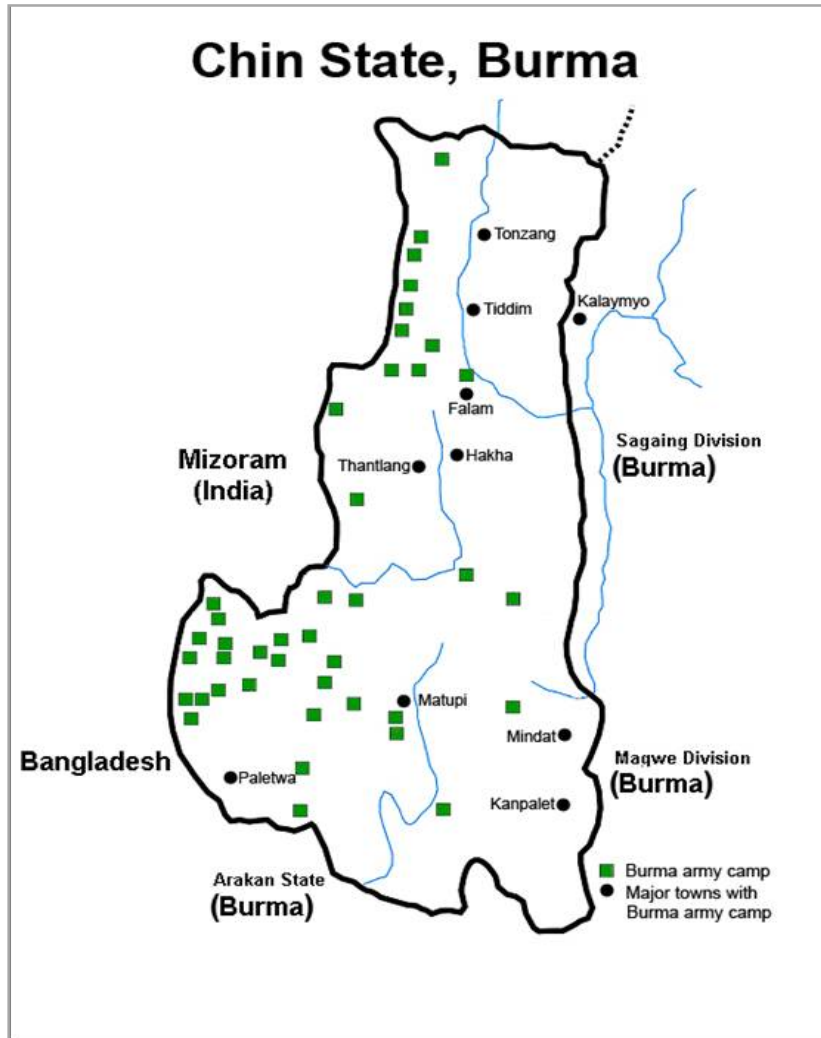 Chin State, Burma
Tonzang
Kalaymyo
Tiddim
Falam
Sagaing Division
(Burma)
Mizoram
(India)
Thantlang
Hakha
Matupi
Mindat
Bangladesh
Paletwa
Magwe Division
(Burma)
Kanpalet
Arakan State
(Burma)
Burma army camp
Major towns with
Burma army camp